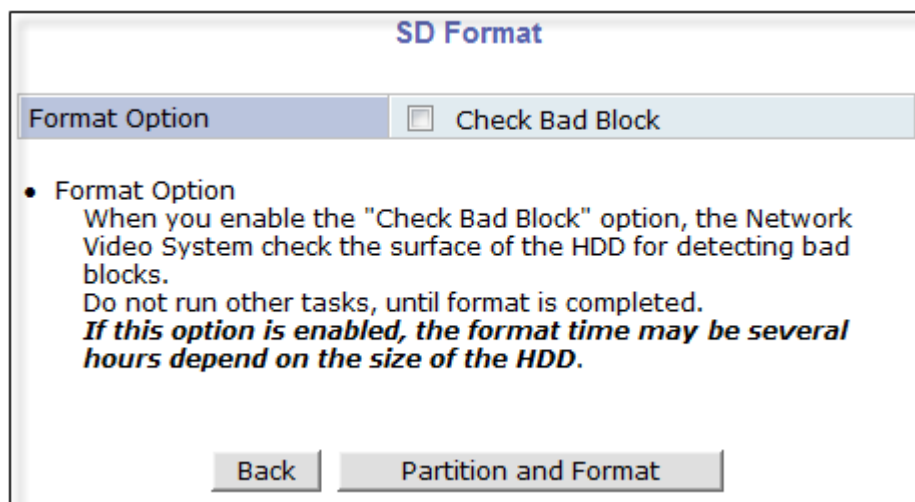 SD Format
Format Option
Check Bad Block
• Format Option
When you enable the "Check Bad Block" option, the Network
Video System check the surface of the HDD for detecting bad
blocks.
Do not run other tasks, until format is completed.
If this option is enabled, the format time may be several
hours depend on the size of the HDD.
Back
Partition and Format